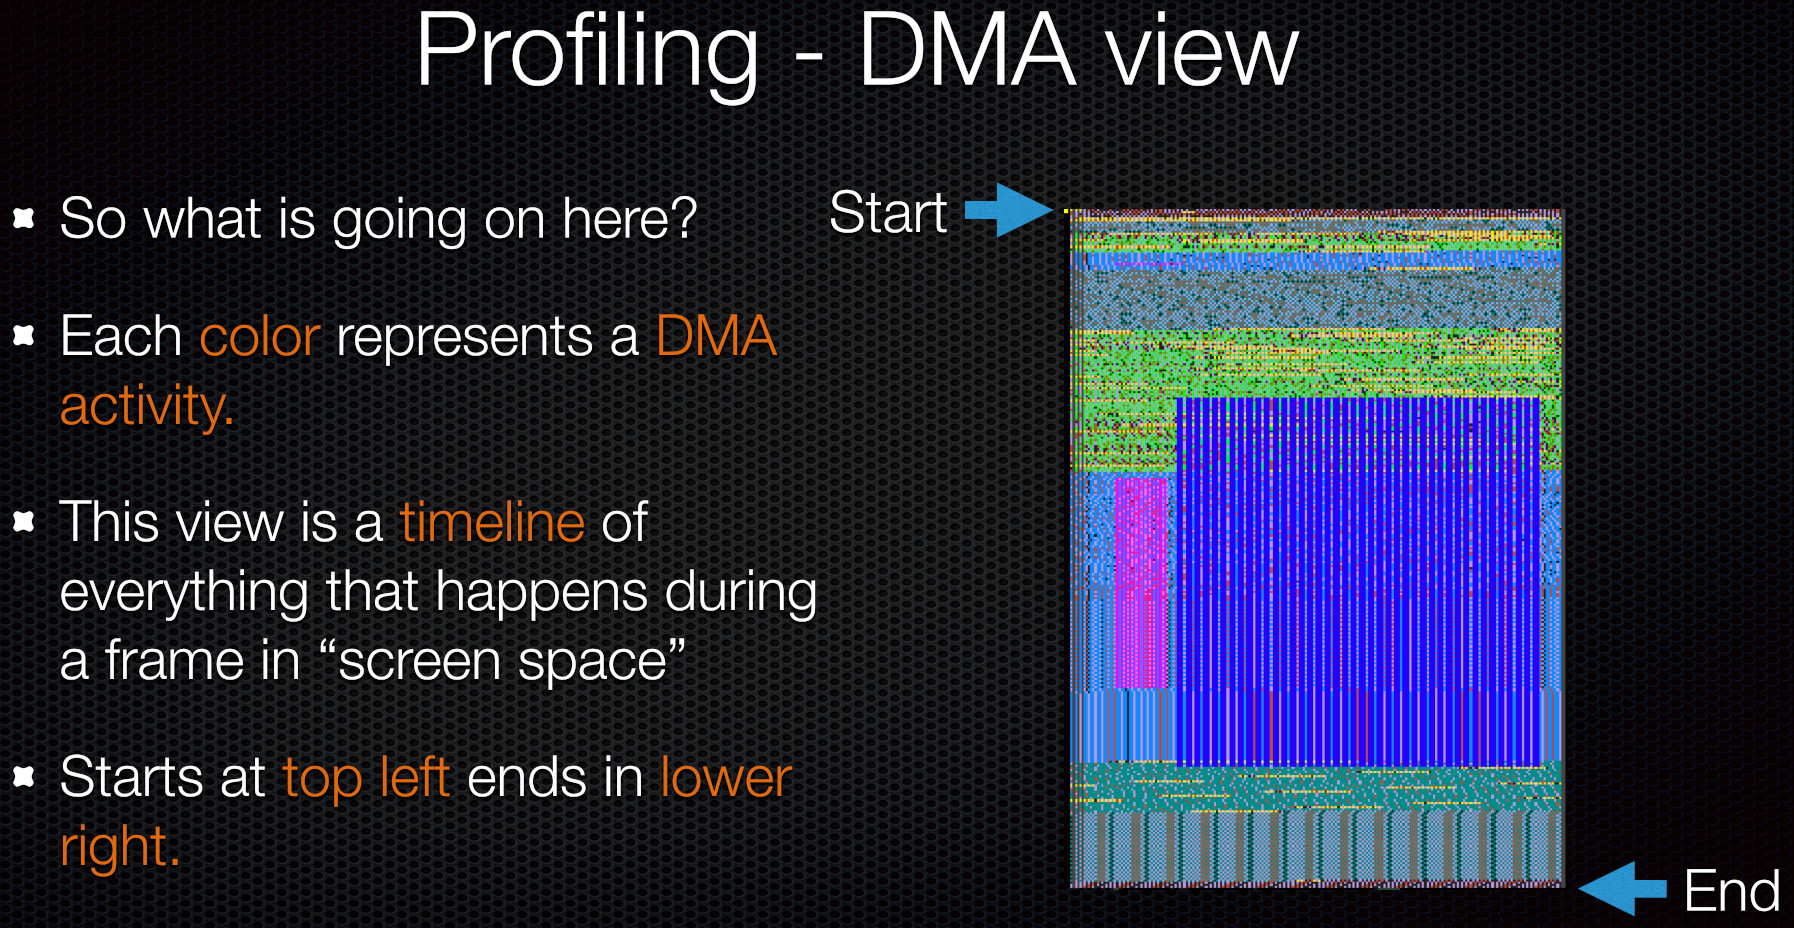 Profiling - DMA view
So what is going on here?
Start
Each color represents a DMA
activity.
This view is a timeline of
everything that happens during
a frame in “screen space”
Starts at top left ends in lower
right.
End